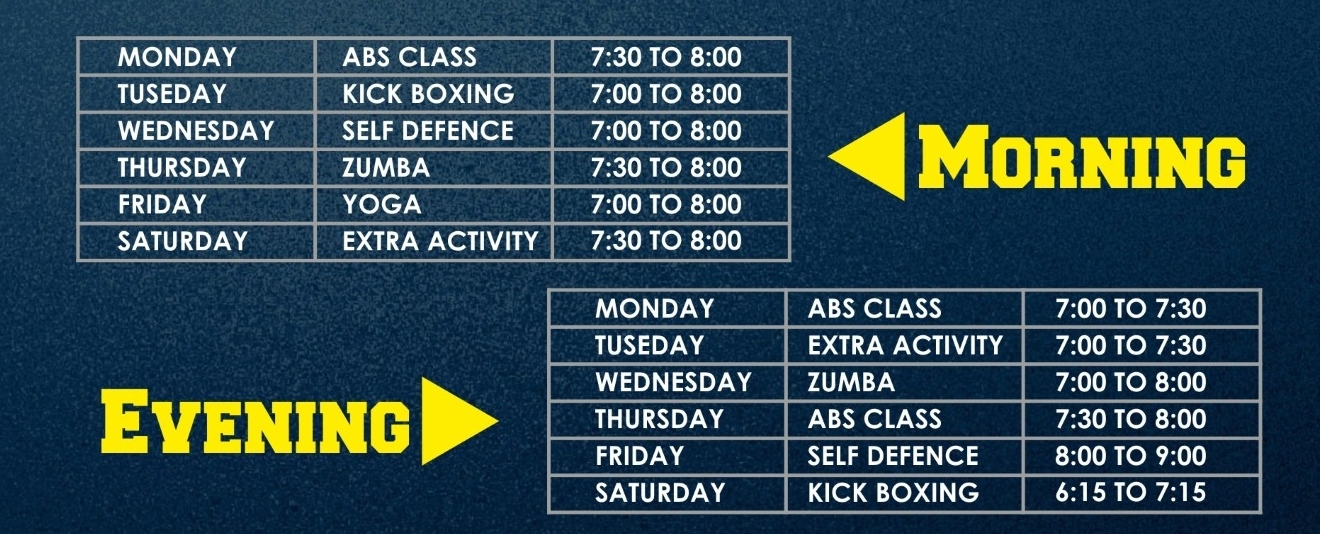 MONDAY ABS CLASS 7:30 TO 8:00
TUSEDAY KICK BOXING 7:00 TO 8:00
WEDNESDAY SELF DEFENCE 7:00 TO 8:00
THURSDAY ZUMBA 7:30 TO 8:00
FRIDAY YOGA 7:00 TO 8:00
SATURDAY EXTRA ACTIVITY 7:30 TO 8:00
MORNING
EVENING
MONDAY ABS CLASS 7:00 TO 7:30
TUSEDAY EXTRA ACTIVITY 7:00 TO 7:30
WEDNESDAY ZUMBA 7:00 TO 8:00
THURSDAY ABS CLASS 7:30 TO 8:00
FRIDAY SELF DEFENCE 8:00 TO 9:00
SATURDAY KICK BOXING 6:15 TO 7:15